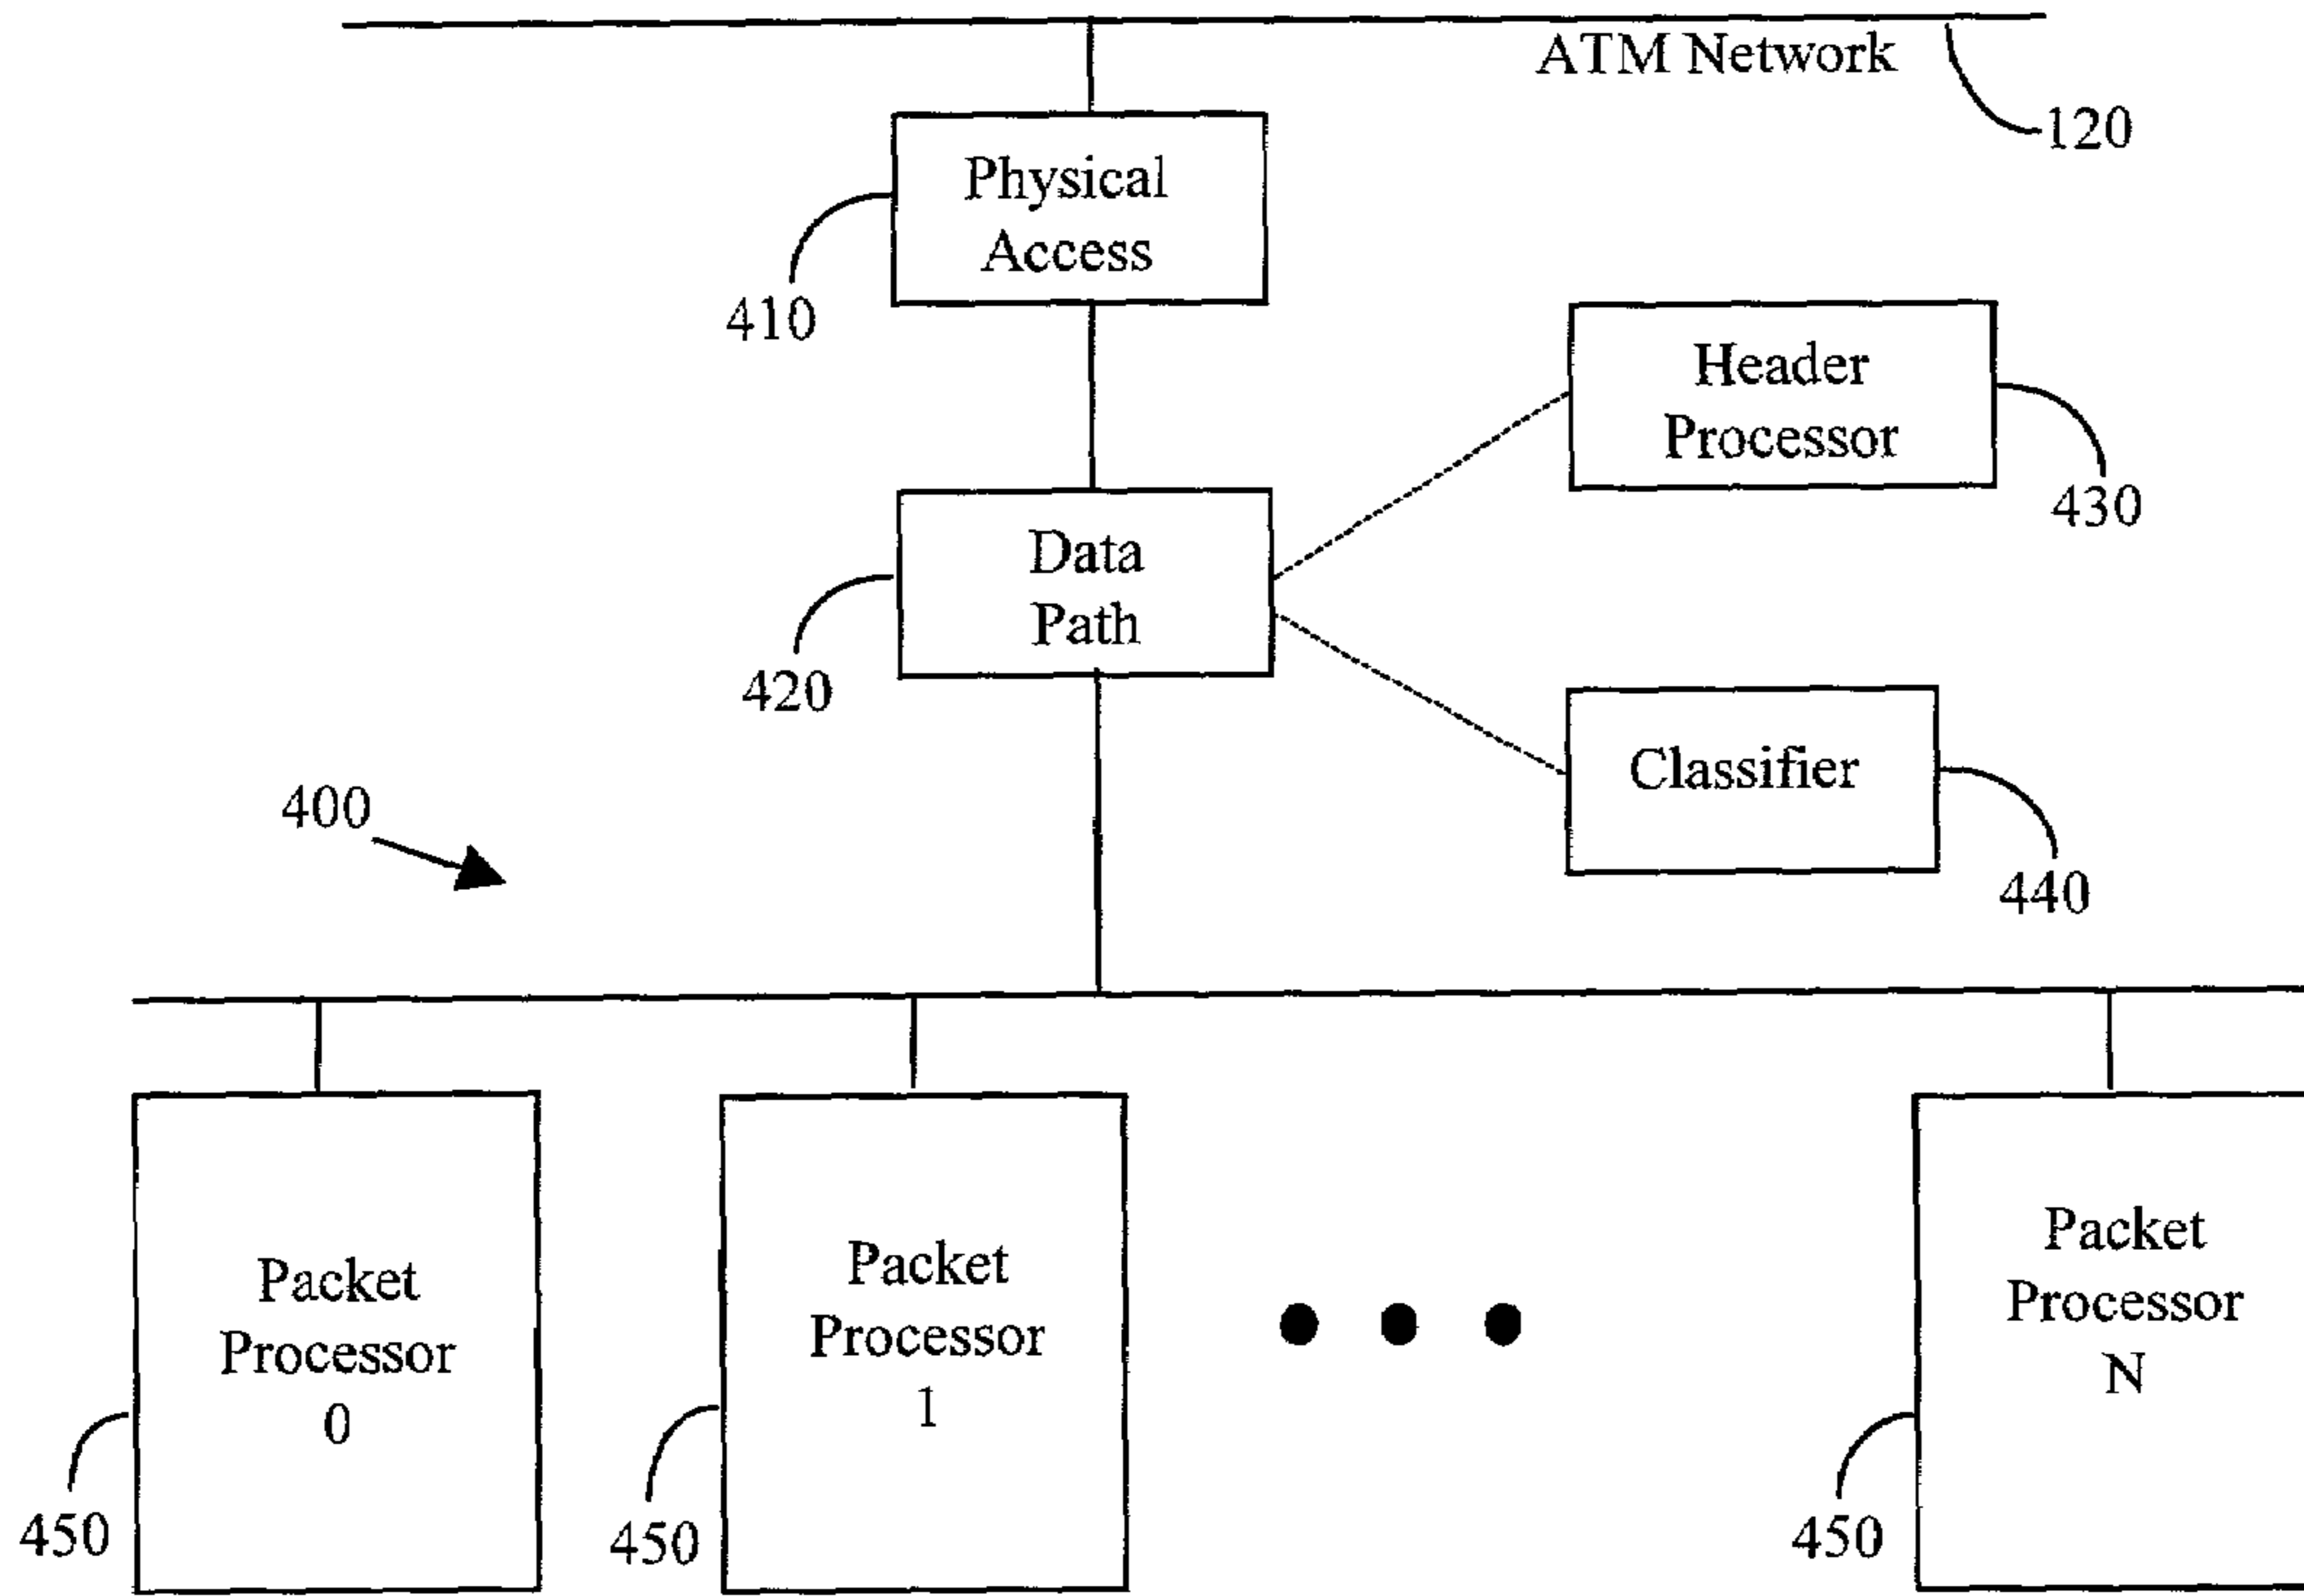 ATM Network
120
Physical
Access
410
Header
Processor
430
Data
Path
420
Classifier
440
400
Packet
Processor
0
450
Packet
Processor
1
450
Packet
Processor
N
450